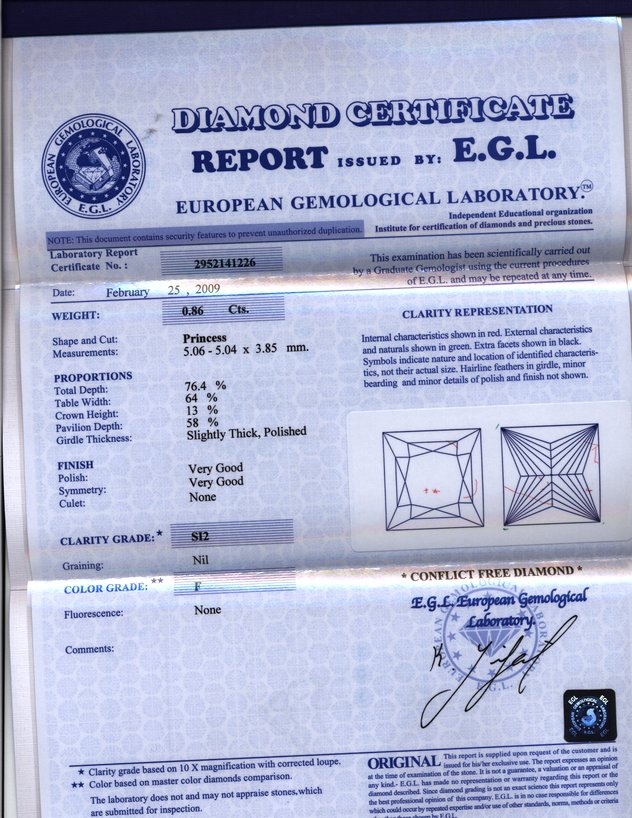 EUROPEAN GEMOLOGICAL LABORATORY
E.G.L.
DIAMOND CERTIFICATE
REPORT ISSUED BY: E.G.L.
EUROPEAN GEMOLOGICAL LABORATORY.™
Independent Educational organization
Institute for certification of diamonds and precious stones.
NOTE: This document contains security features to prevent unauthorized duplication.
Laboratory Report
Certificate No. : 2952141226
This examination has been scientifically carried out
by a Graduate Gemologist using the current procedures
of E.G.L. and may be repeated at any time.
Date: February 25 , 2009
WEIGHT: 0.86 Cts.
Shape and Cut: Princess
Measurements: 5.06 - 5.04 x 3.85 mm.
PROPORTIONS
Total Depth: 76.4 %
Table Width: 64 %
Crown Height: 13 %
Pavilion Depth: 58 %
Girdle Thickness: Slightly Thick, Polished
FINISH
Polish: Very Good
Symmetry: Very Good
Culet: None
CLARITY GRADE:* SI2
Graining: Nil
COLOR GRADE:** F
Fluorescence: None
Comments:
CLARITY REPRESENTATION
Internal characteristics shown in red. External characteristics
and naturals shown in green. Extra facets shown in black.
Symbols indicate nature and location of identified characteris-
tics, not their actual size. Hairline feathers in girdle, minor
bearding and minor details of polish and finish not shown.
* CONFLICT FREE DIAMOND *
E.G.L. European Gemological
Laboratory.
E.G.L.
EGL
EGL
E.G.L.
* Clarity grade based on 10 X magnification with corrected loupe.
** Color based on master color diamonds comparison.
The laboratory does not and may not appraise stones,which
are submitted for inspection.
ORIGINAL This report is supplied upon request of the customer and is
issued for his/her exclusive use. The report expresses an opinion
at the time of examination of the stone. It is not a guarantee, a valuation or an appraisal of
any kind.- E.G.L. has made no representation or warranty regarding this report or the
diamond described. Since diamond grading is not an exact science this report represents only
the best professional opinion of this company. E.G.L. is in no case responsible for differences
which could occur by repeated expertise and/or use of other standards, norms, methods or criteria